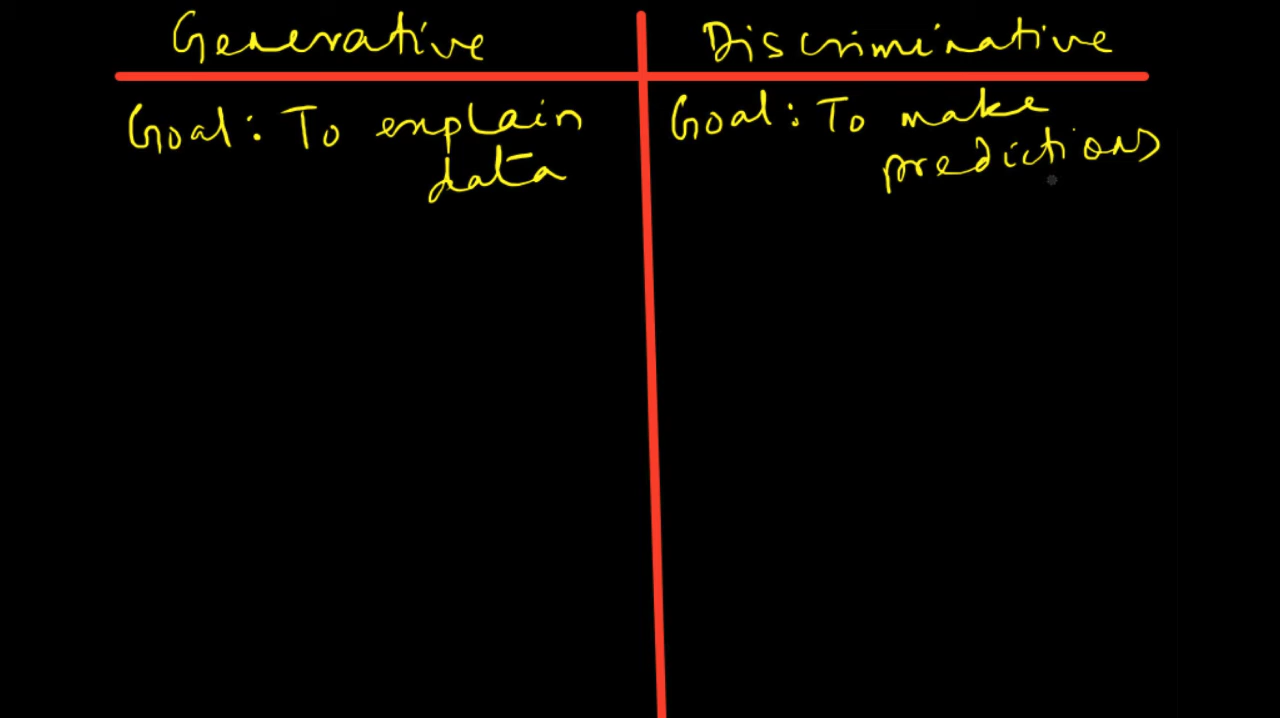 Generative
Discriminative
Goal: To explain
data
Goal: To make
predictions